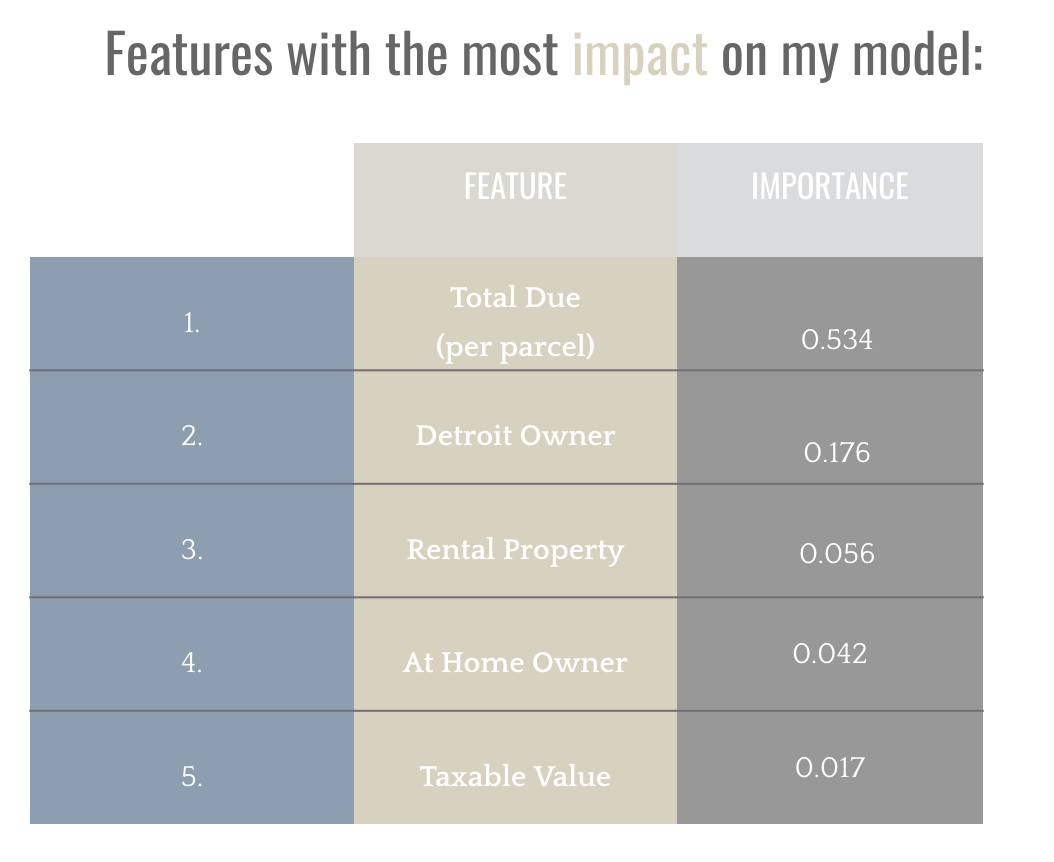 Features with the most impact on my model:
FEATURE IMPORTANCE
1. Total Due
(per parcel) 0.534
2. Detroit Owner 0.176
3. Rental Property 0.056
4. At Home Owner 0.042
5. Taxable Value 0.017